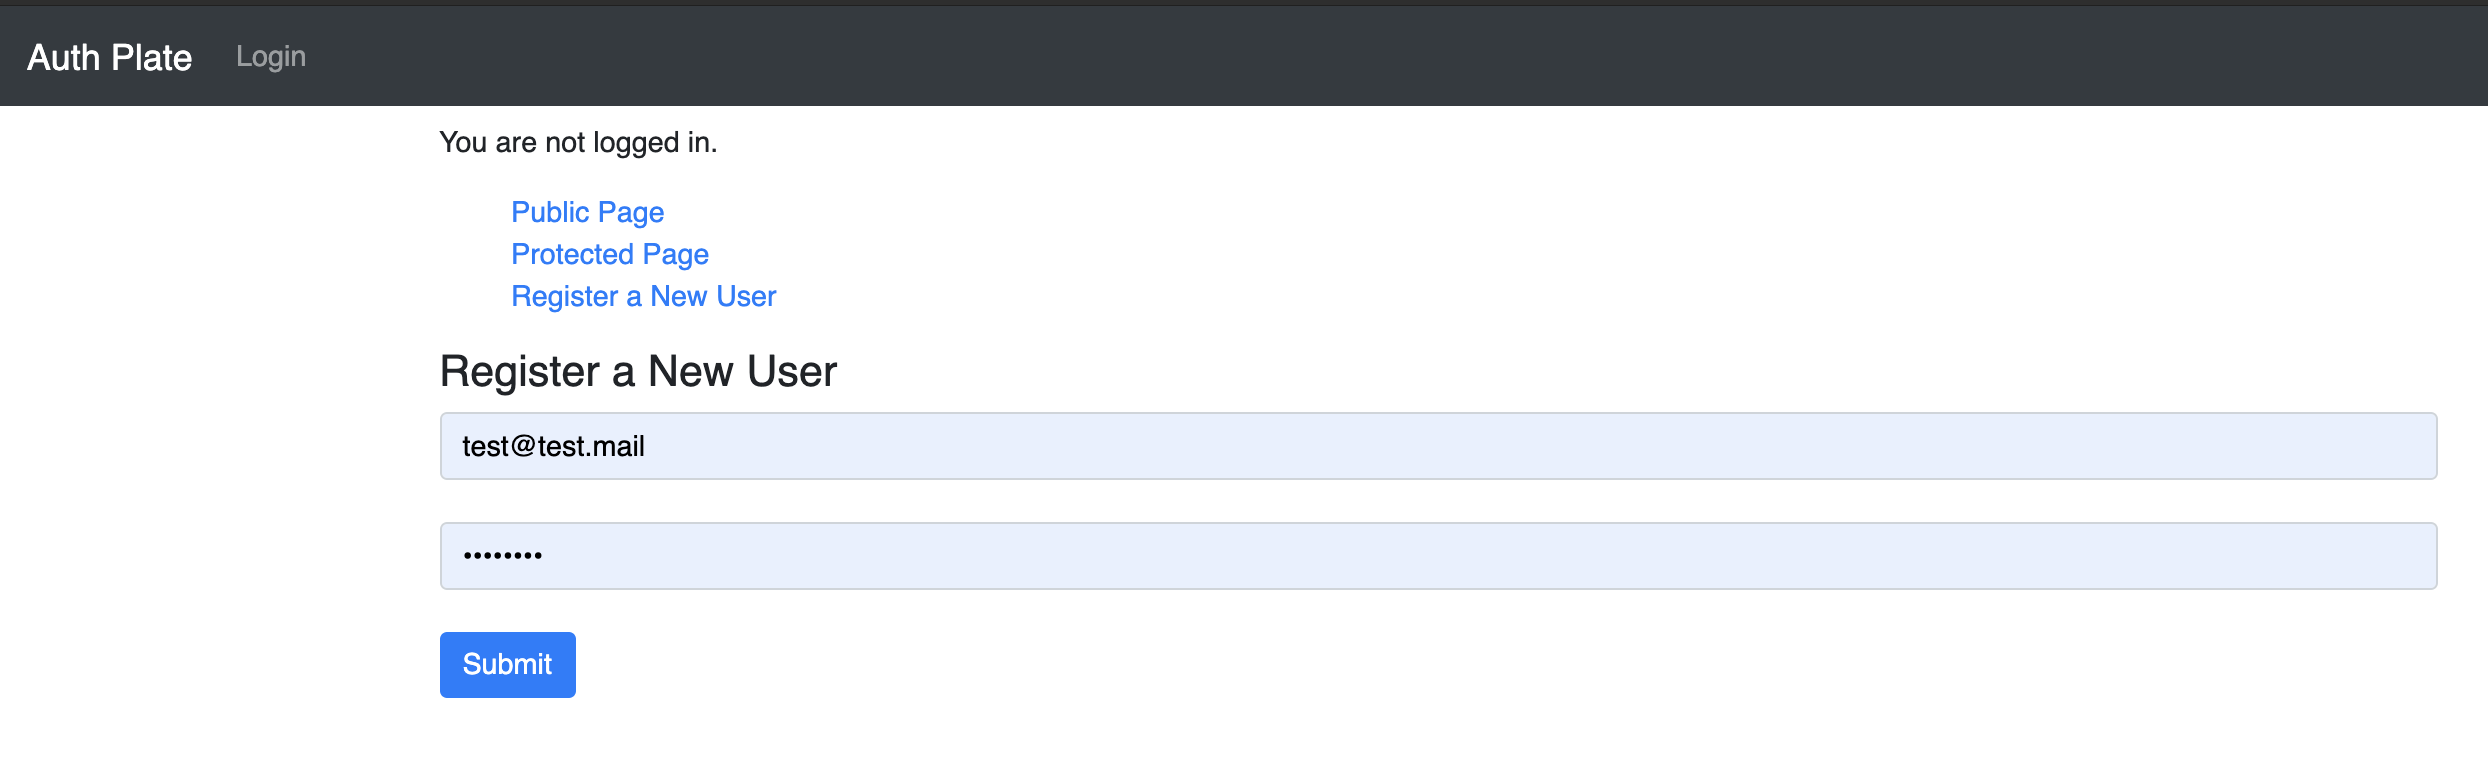 Auth Plate Login
You are not logged in.
Public Page
Protected Page
Register a New User
Register a New User
test@test.mail
••••••••
Submit